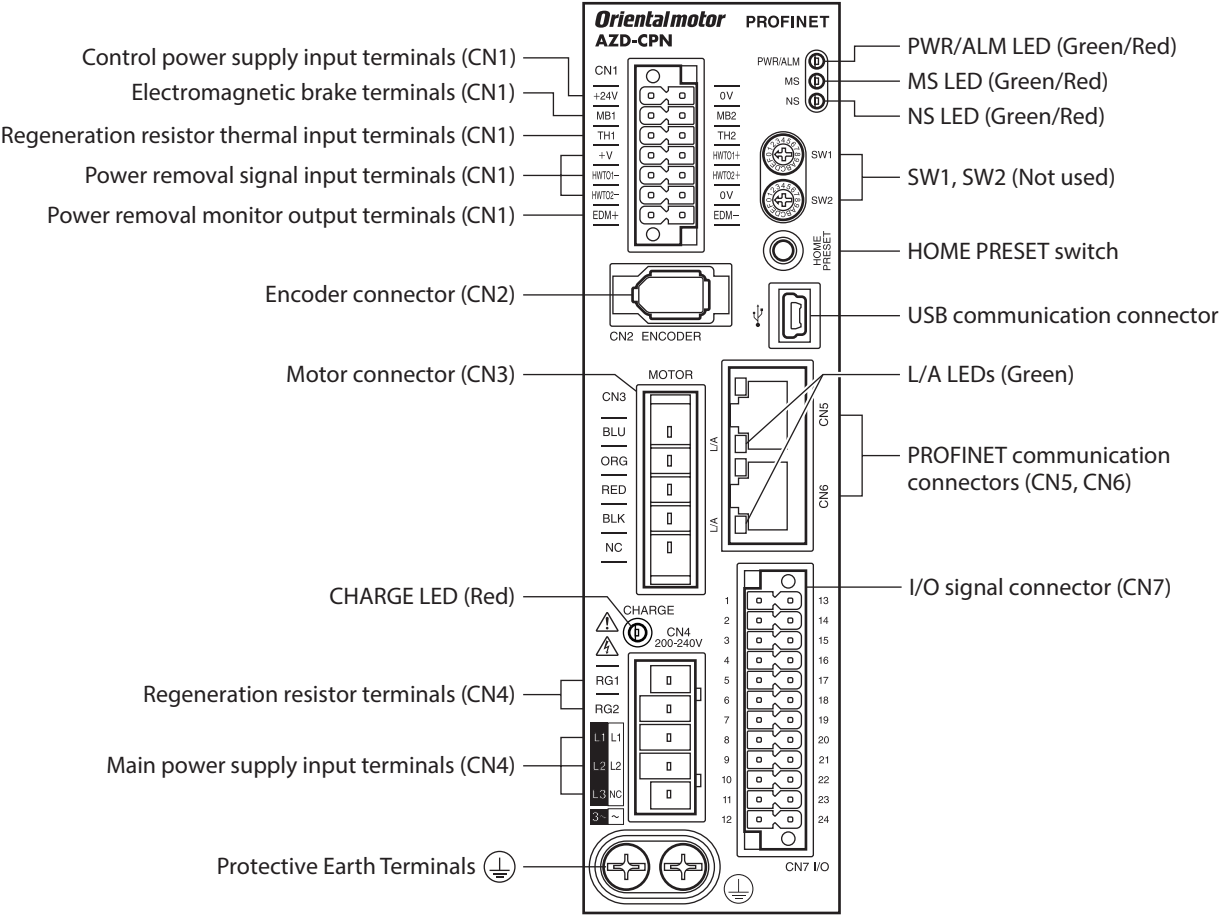 Orientalmotor PROFINET
AZD-CPN
Control power supply input terminals (CN1)
Electromagnetic brake terminals (CN1)
Regeneration resistor thermal input terminals (CN1)
Power removal signal input terminals (CN1)
Power removal monitor output terminals (CN1)
Encoder connector (CN2)
Motor connector (CN3)
CHARGE LED (Red)
Regeneration resistor terminals (CN4)
Main power supply input terminals (CN4)
Protective Earth Terminals
CN1
+24V 0V
MB1 MB2
TH1 TH2
+V HWTO1+
HWTO1− HWTO2+
HWTO2− 0V
EDM+ EDM−
CN2 ENCODER
MOTOR
CN3
BLU
ORG
RED
BLK
NC
CHARGE
CN4
200-240V
RG1
RG2
L1 L1
L2 L2
L3 NC
3~ ~
PWR/ALM
MS
NS
0123456789ABCDEF
SW1
0123456789ABCDEF
SW2
HOME
PRESET
L/A
CN5
L/A
CN6
1 13
2 14
3 15
4 16
5 17
6 18
7 19
8 20
9 21
10 22
11 23
12 24
CN7 I/O
PWR/ALM LED (Green/Red)
MS LED (Green/Red)
NS LED (Green/Red)
SW1, SW2 (Not used)
HOME PRESET switch
USB communication connector
L/A LEDs (Green)
PROFINET communication
connectors (CN5, CN6)
I/O signal connector (CN7)